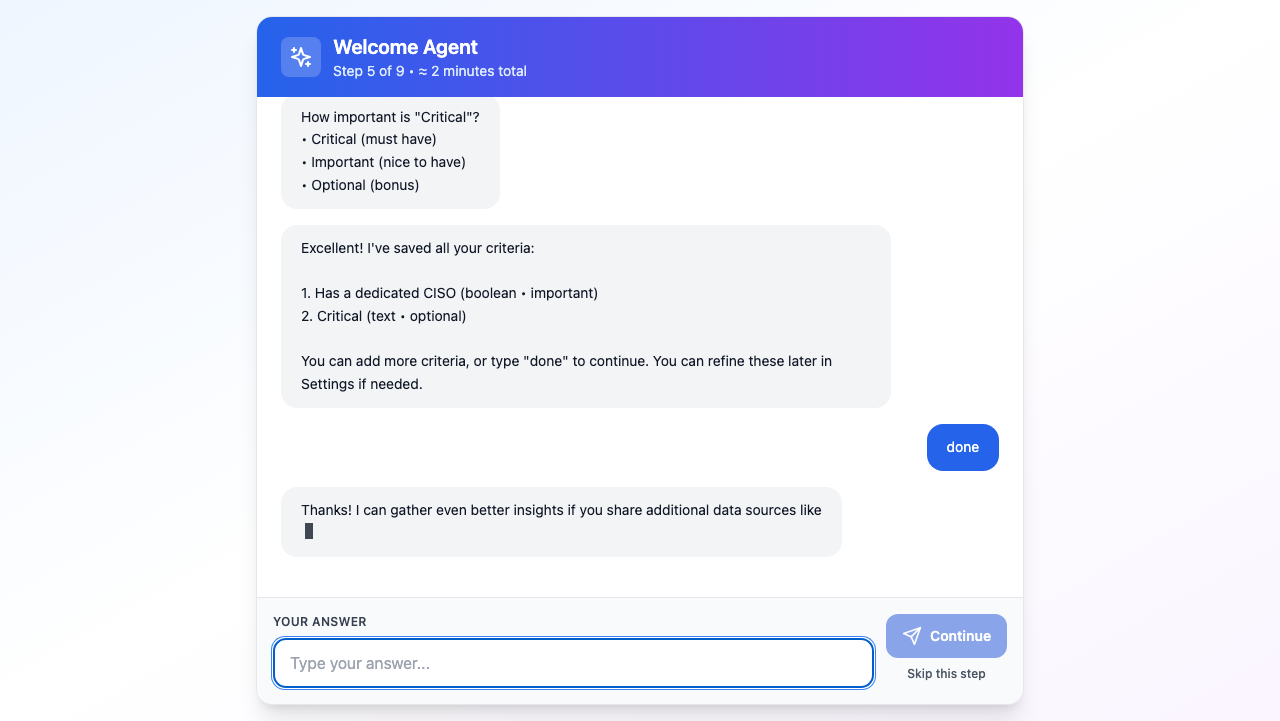 Welcome Agent
Step 5 of 9 • ≈ 2 minutes total
How important is "Critical"?
• Critical (must have)
• Important (nice to have)
• Optional (bonus)
Excellent! I've saved all your criteria:
1. Has a dedicated CISO (boolean • important)
2. Critical (text • optional)
You can add more criteria, or type "done" to continue. You can refine these later in
Settings if needed.
done
Thanks! I can gather even better insights if you share additional data sources like
YOUR ANSWER
Type your answer...
Continue
Skip this step